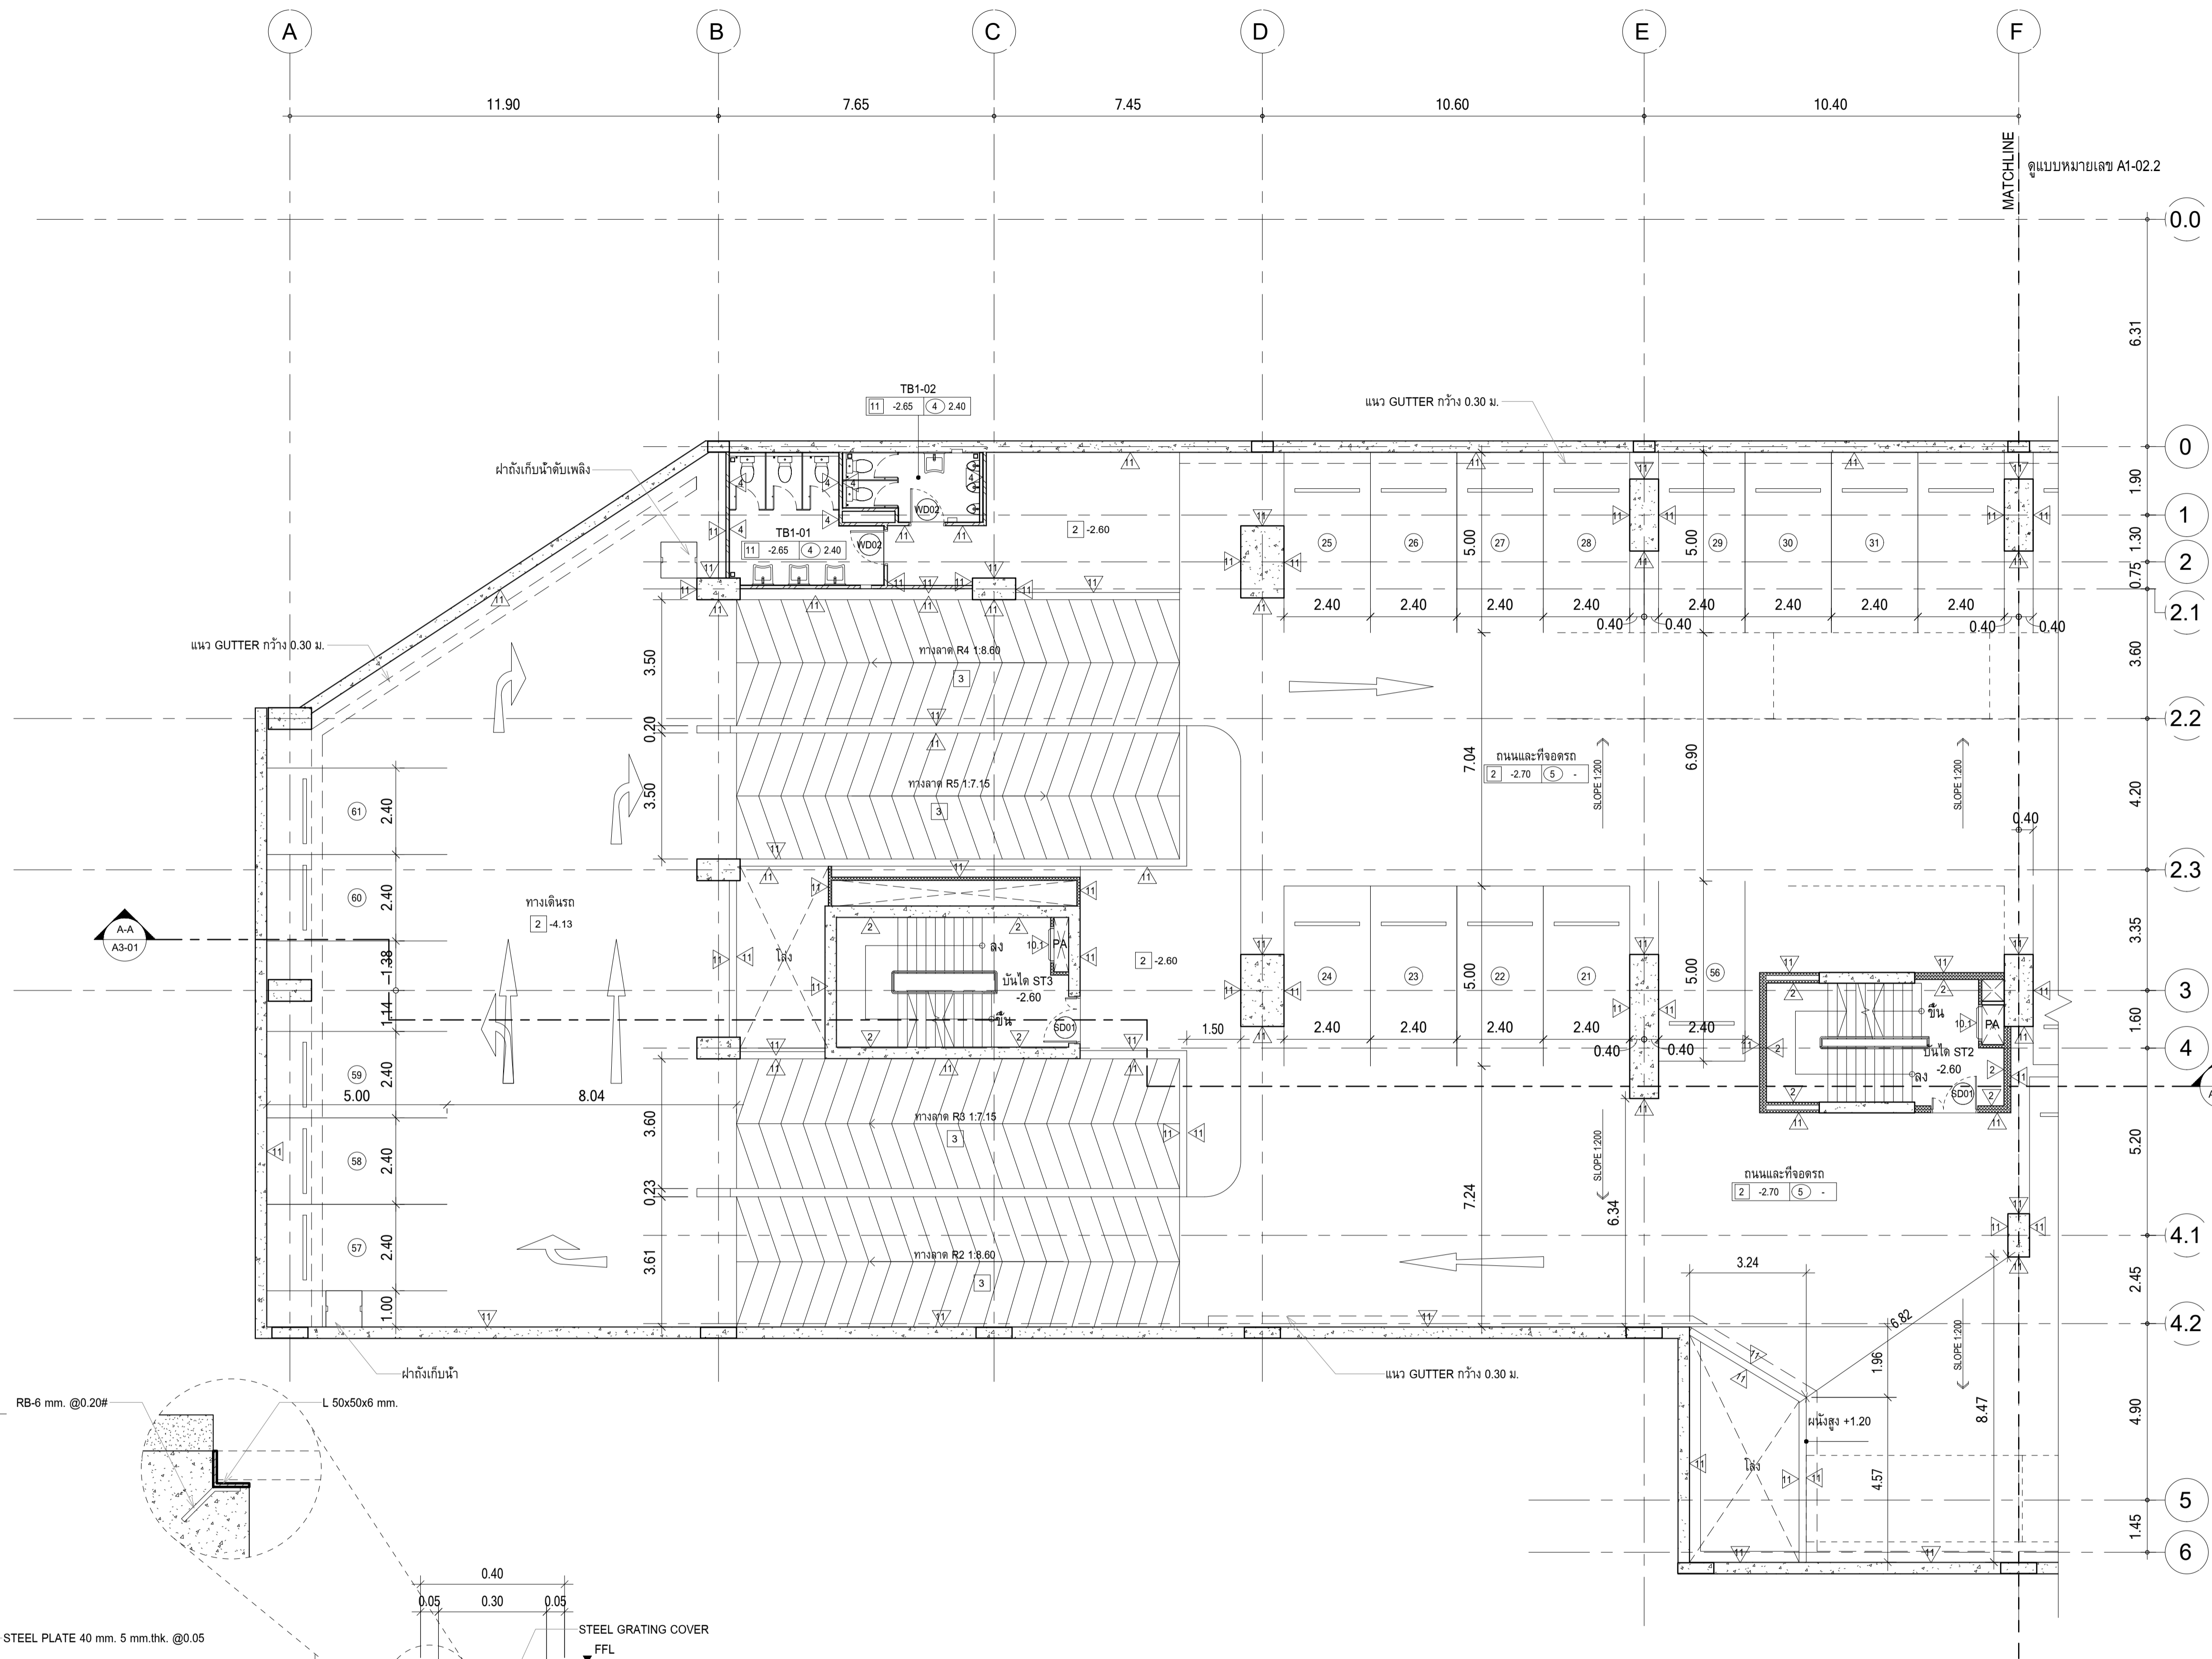 A B C D E F
11.90 7.65 7.45 10.60 10.40
MATCHLINE
ดูแบบหมายเลข A1-02.2
0.0
6.31
0
1.90
1
1.30
2
0.75
2.1
3.60
2.2
4.20
2.3
3.35
3
1.60
4
5.20
4.1
2.45
4.2
4.90
5
1.45
6
TB1-02
11 -2.65 4 2.40
แนว GUTTER กว้าง 0.30 ม.
ฝาถังเก็บน้ำดับเพลิง
WD02
TB1-01
11 -2.65 4 2.40
WD02
2 -2.60
25 26 27 28 29 30 31
5.00 5.00
2.40 2.40 2.40 2.40 2.40 2.40 2.40 2.40
0.40 0.40 0.40 0.40
แนว GUTTER กว้าง 0.30 ม.
3.50
ทางลาด R4 1:8.60
3
0.20
3.50
ทางลาด R5 1:7.15
3
7.04
6.90
ถนนและที่จอดรถ
2 -2.70 5 -
SLOPE 1:200
SLOPE 1:200
0.40
61 2.40
60 2.40
ทางเดินรถ
2 -4.13
A-A
A3-01
1.38
1.14
โล่ง
ลง
10.1 PA
บันได ST3
-2.60
ขึ้น
SD01
2 -2.60
1.50
24 23 22 21 56
5.00 5.00
2.40 2.40 2.40 2.40 2.40
0.40 0.40
ขึ้น
10.1 PA
บันได ST2
-2.60
ลง
SD01
59 2.40
5.00 8.04
3.60
ทางลาด R3 1:7.15
3
58 2.40
0.23
7.24
6.34
SLOPE 1:200
ถนนและที่จอดรถ
2 -2.70 5 -
57 2.40
3.61
ทางลาด R2 1:8.60
3
1.00
3.24
6.82
1.96
SLOPE 1:200
ฝาถังเก็บน้ำ
แนว GUTTER กว้าง 0.30 ม.
8.47
ผนังสูง +1.20
โล่ง
4.57
RB-6 mm. @0.20#
L 50x50x6 mm.
0.40
0.05 0.30 0.05
STEEL PLATE 40 mm. 5 mm.thk. @0.05
STEEL GRATING COVER
FFL